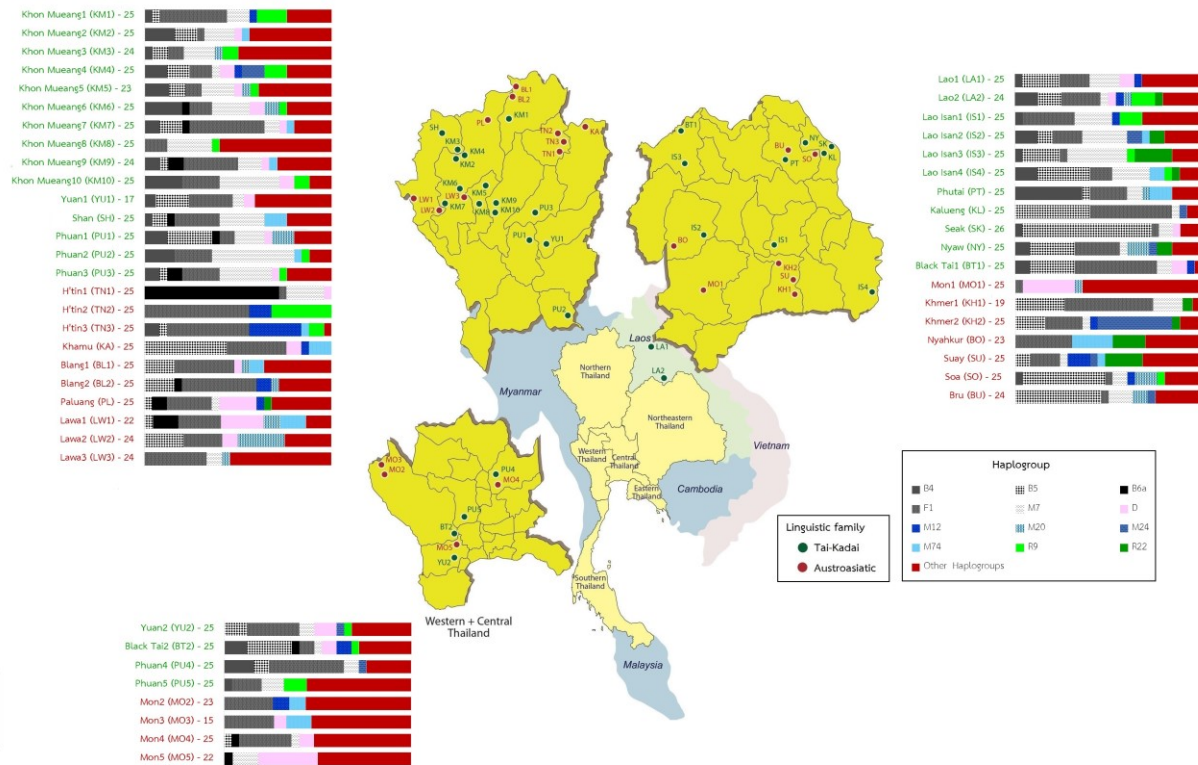 Khon Mueang1 (KM1) - 25
Khon Mueang2 (KM2) - 25
Khon Mueang3 (KM3) - 24
Khon Mueang4 (KM4) - 25
Khon Mueang5 (KM5) - 23
Khon Mueang6 (KM6) - 25
Khon Mueang7 (KM7) - 25
Khon Mueang8 (KM8) - 25
Khon Mueang9 (KM9) - 24
Khon Mueang10 (KM10) - 25
Yuan1 (YU1) - 17
Shan (SH) - 25
Phuan1 (PU1) - 25
Phuan2 (PU2) - 25
Phuan3 (PU3) - 25
H'tin1 (TN1) - 25
H'tin2 (TN2) - 25
H'tin3 (TN3) - 25
Khamu (KA) - 25
Blang1 (BL1) - 25
Blang2 (BL2) - 25
Paluang (PL) - 25
Lawa1 (LW1) - 22
Lawa2 (LW2) - 24
Lawa3 (LW3) - 24
BL1
BL2
PL
KM1
SH
KM3
KM4
KM2
TN2
TN3
TN1
KA
LW1
LW2
KM6
LW3
KM7
KM5
KM8
KM9
KM10
PU3
PU1
YU1
PU2
BT1
IS3
BU
PT
NY
SO
SK
KL
BO
IS2
IS1
KH2
SU
KH1
MO1
IS4
Lao1 (LA1) - 25
Lao2 (LA2) - 24
Lao Isan1 (IS1) - 25
Lao Isan2 (IS2) - 25
Lao Isan3 (IS3) - 25
Lao Isan4 (IS4) - 25
Phutai (PT) - 25
Kalueng (KL) - 25
Seak (SK) - 26
Nyaw (NY) - 25
Black Tai1 (BT1) - 25
Mon1 (MO1) - 25
Khmer1 (KH1) - 19
Khmer2 (KH2) - 25
Nyahkur (BO) - 23
Suay (SU) - 25
Soa (SO) - 25
Bru (BU) - 24
Myanmar
Laos
LA1
LA2
Northern
Thailand
Northeastern
Thailand
Western
Thailand
Central
Thailand
Eastern
Thailand
Southern
Thailand
Vietnam
Cambodia
Malaysia
MO3
MO2
PU4
MO4
PU5
BT2
MO5
YU2
Western + Central
Thailand
Linguistic family
Tai-Kadai
Austroasiatic
Haplogroup
B4 B5 B6a
F1 M7 D
M12 M20 M24
M74 R9 R22
Other Haplogroups
Yuan2 (YU2) - 25
Black Tai2 (BT2) - 25
Phuan4 (PU4) - 25
Phuan5 (PU5) - 25
Mon2 (MO2) - 23
Mon3 (MO3) - 15
Mon4 (MO4) - 25
Mon5 (MO5) - 22